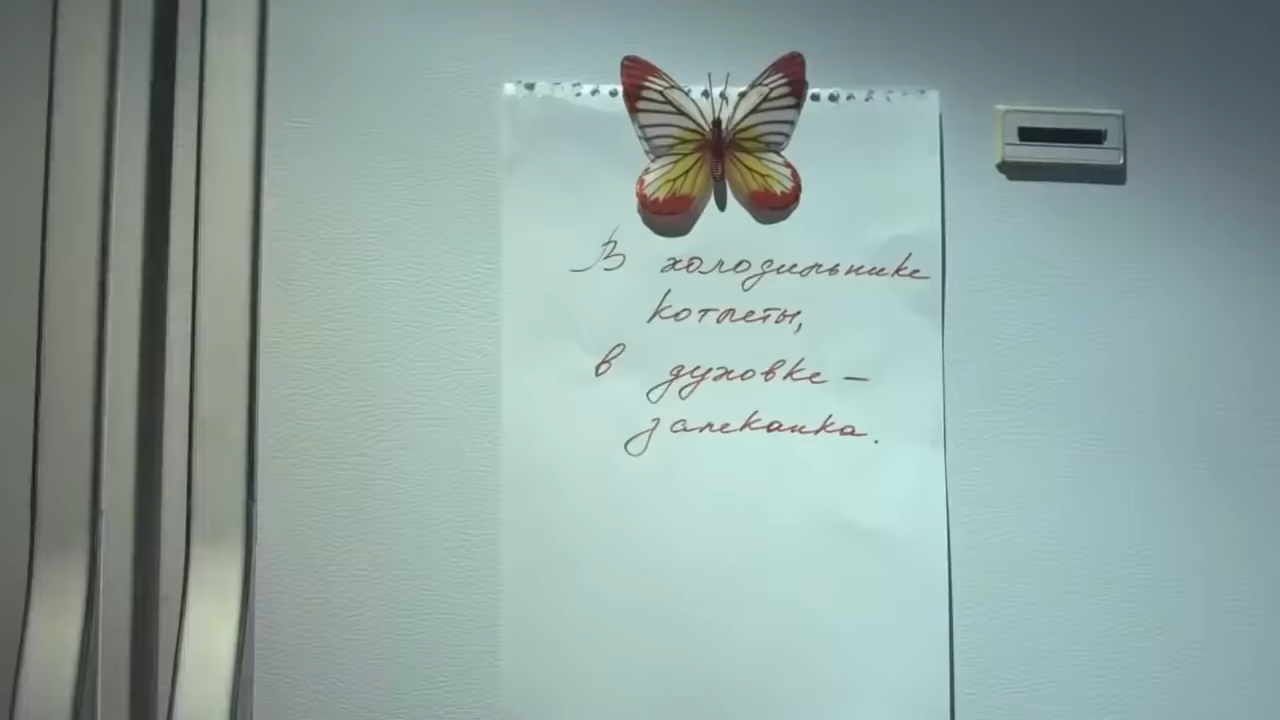 В холодильнике
котлеты,
в духовке –
запеканка.